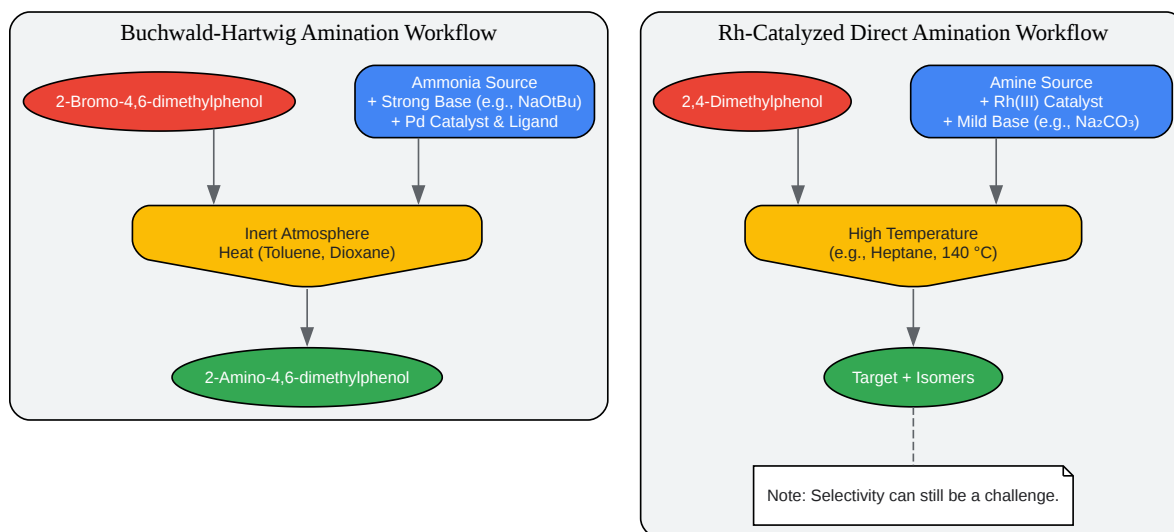 Buchwald-Hartwig Amination Workflow
2-Bromo-4,6-dimethylphenol
Ammonia Source
+ Strong Base (e.g., NaOtBu)
+ Pd Catalyst & Ligand
Inert Atmosphere
Heat (Toluene, Dioxane)
2-Amino-4,6-dimethylphenol
Rh-Catalyzed Direct Amination Workflow
2,4-Dimethylphenol
Amine Source
+ Rh(III) Catalyst
+ Mild Base (e.g., Na₂CO₃)
High Temperature
(e.g., Heptane, 140 °C)
Target + Isomers
Note: Selectivity can still be a challenge.